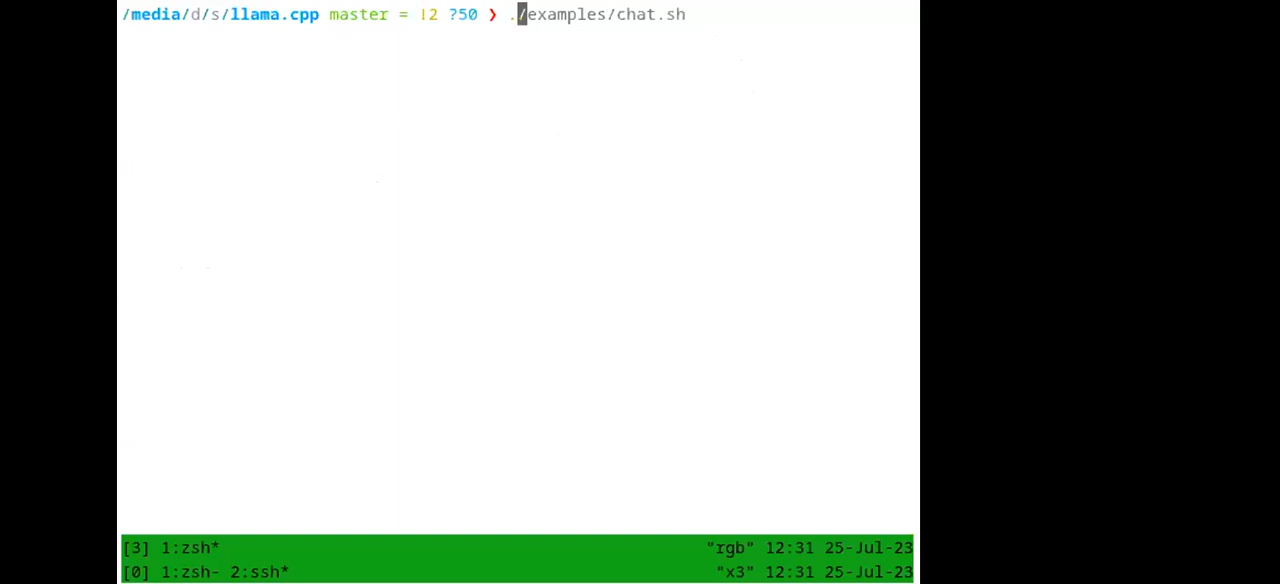 /media/d/s/llama.cpp master = !2 ?50 ❯ ./examples/chat.sh
[3] 1:zsh* "rgb" 12:31 25-Jul-23
[0] 1:zsh- 2:ssh* "x3" 12:31 25-Jul-23